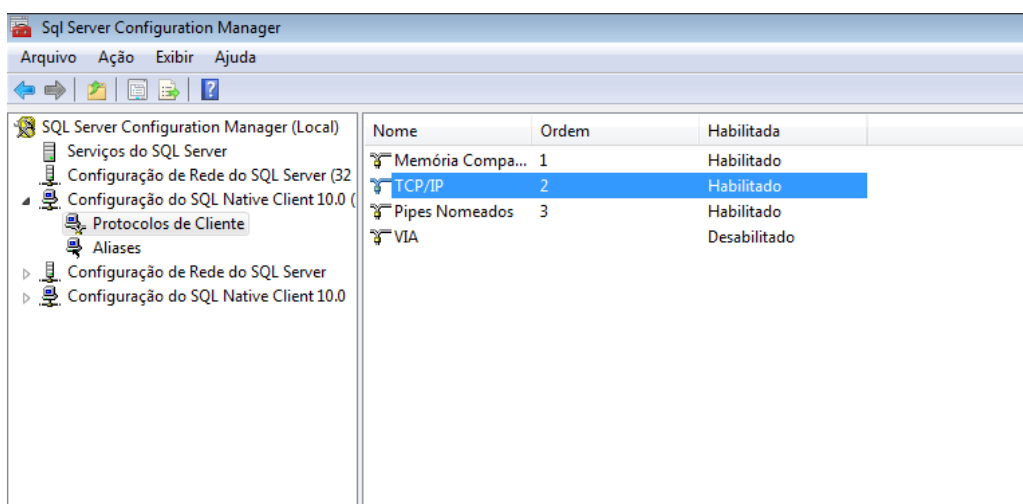 Sql Server Configuration Manager
Arquivo Ação Exibir Ajuda
SQL Server Configuration Manager (Local)
Serviços do SQL Server
Configuração de Rede do SQL Server (32
Configuração do SQL Native Client 10.0 (
Protocolos de Cliente
Aliases
Configuração de Rede do SQL Server
Configuração do SQL Native Client 10.0
Nome Ordem Habilitada
Memória Compa... 1 Habilitado
TCP/IP 2 Habilitado
Pipes Nomeados 3 Habilitado
VIA Desabilitado